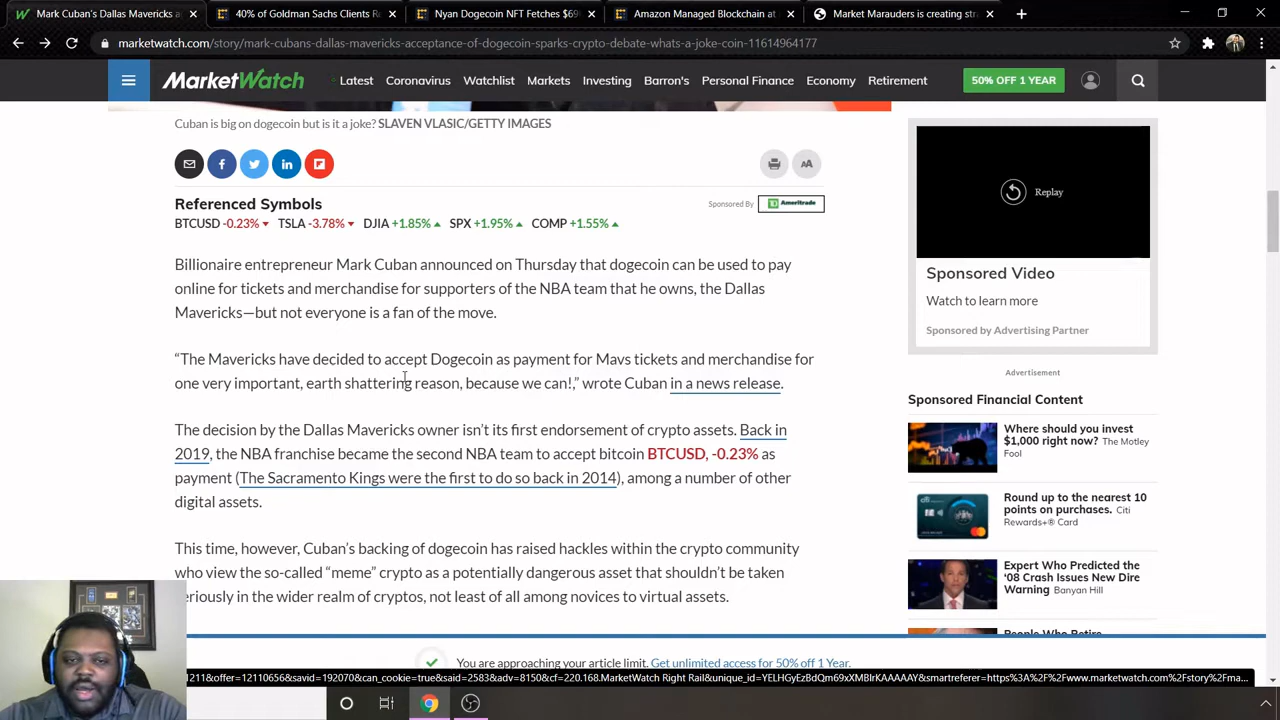 Mark Cuban's Dallas Mavericks a
40% of Goldman Sachs Clients R
Nyan Dogecoin NFT Fetches $69
Amazon Managed Blockchain at
Market Marauders is creating str
marketwatch.com/story/mark-cubans-dallas-mavericks-acceptance-of-dogecoin-sparks-crypto-debate-whats-a-joke-coin-11614964177
MarketWatch
Latest Coronavirus Watchlist Markets Investing Barron's Personal Finance Economy Retirement
50% OFF 1 YEAR
Cuban is big on dogecoin but is it a joke? SLAVEN VLASIC/GETTY IMAGES
AA
Referenced Symbols
Sponsored By
Ameritrade
BTCUSD -0.23% TSLA -3.78% DJIA +1.85% SPX +1.95% COMP +1.55%
Billionaire entrepreneur Mark Cuban announced on Thursday that dogecoin can be used to pay
online for tickets and merchandise for supporters of the NBA team that he owns, the Dallas
Mavericks—but not everyone is a fan of the move.
“The Mavericks have decided to accept Dogecoin as payment for Mavs tickets and merchandise for
one very important, earth shattering reason, because we can!,” wrote Cuban in a news release.
The decision by the Dallas Mavericks owner isn’t its first endorsement of crypto assets. Back in
2019, the NBA franchise became the second NBA team to accept bitcoin BTCUSD, -0.23% as
payment (The Sacramento Kings were the first to do so back in 2014), among a number of other
digital assets.
This time, however, Cuban’s backing of dogecoin has raised hackles within the crypto community
who view the so-called “meme” crypto as a potentially dangerous asset that shouldn’t be taken
seriously in the wider realm of cryptos, not least of all among novices to virtual assets.
Replay
Sponsored Video
Watch to learn more
Sponsored by Advertising Partner
Advertisement
Sponsored Financial Content
Where should you invest
$1,000 right now? The Motley
Fool
Round up to the nearest 10
points on purchases. Citi
Rewards+® Card
Expert Who Predicted the
‘08 Crash Issues New Dire
Warning Banyan Hill
People Who Retire
You are approaching your article limit. Get unlimited access for 50% off 1 Year.